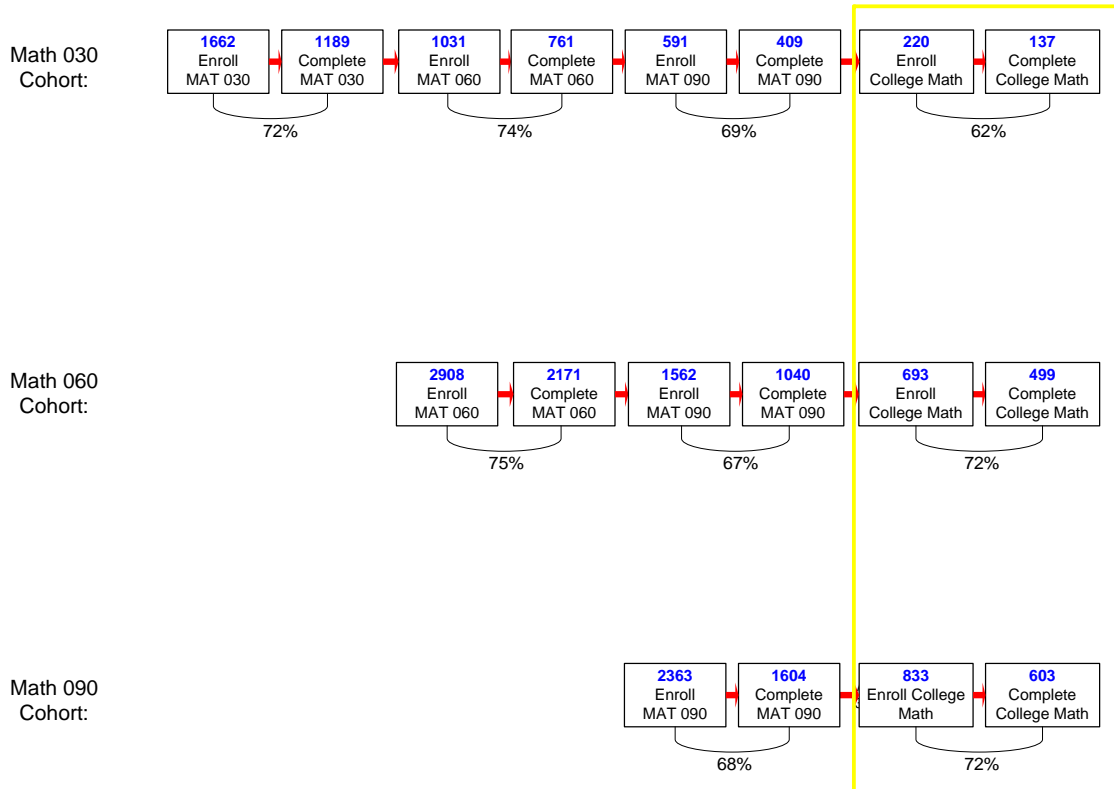 Math 030
Cohort:
1662
Enroll
MAT 030
1189
Complete
MAT 030
1031
Enroll
MAT 060
761
Complete
MAT 060
591
Enroll
MAT 090
409
Complete
MAT 090
220
Enroll
College Math
137
Complete
College Math
72%
74%
69%
62%
Math 060
Cohort:
2908
Enroll
MAT 060
2171
Complete
MAT 060
1562
Enroll
MAT 090
1040
Complete
MAT 090
693
Enroll
College Math
499
Complete
College Math
75%
67%
72%
Math 090
Cohort:
2363
Enroll
MAT 090
1604
Complete
MAT 090
833
Enroll College
Math
603
Complete
College Math
68%
72%